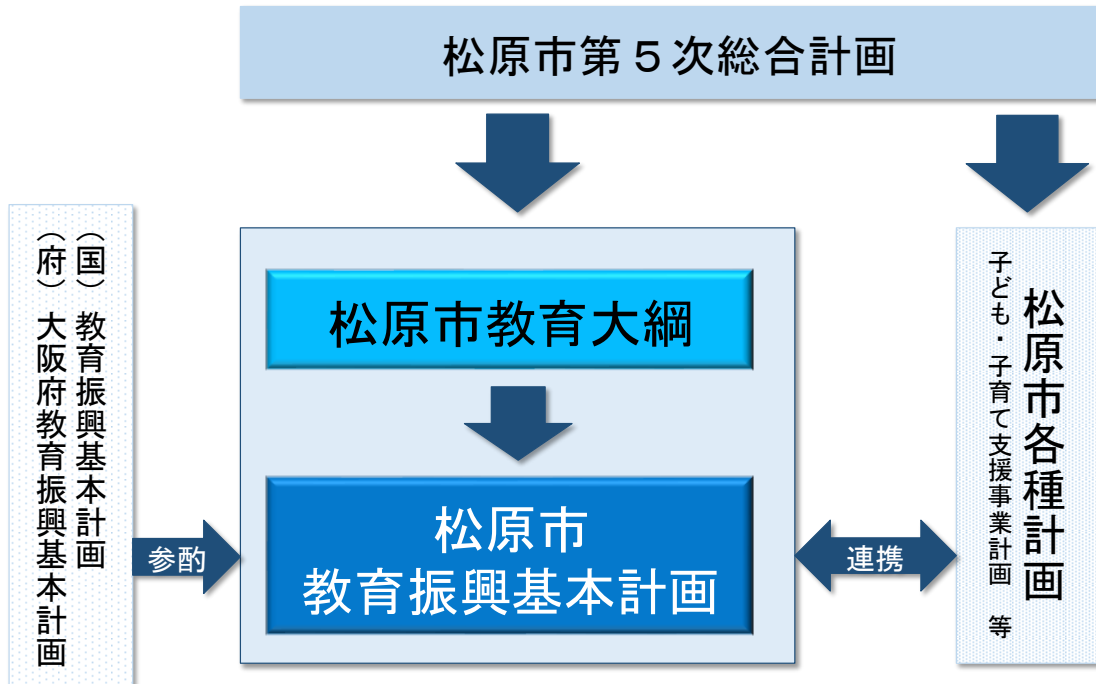 松原市第５次総合計画
（国）教育振興基本計画
（府）大阪府教育振興基本計画
参酌
松原市教育大綱
松原市
教育振興基本計画
連携
松原市各種計画
子ども・子育て支援事業計画　等